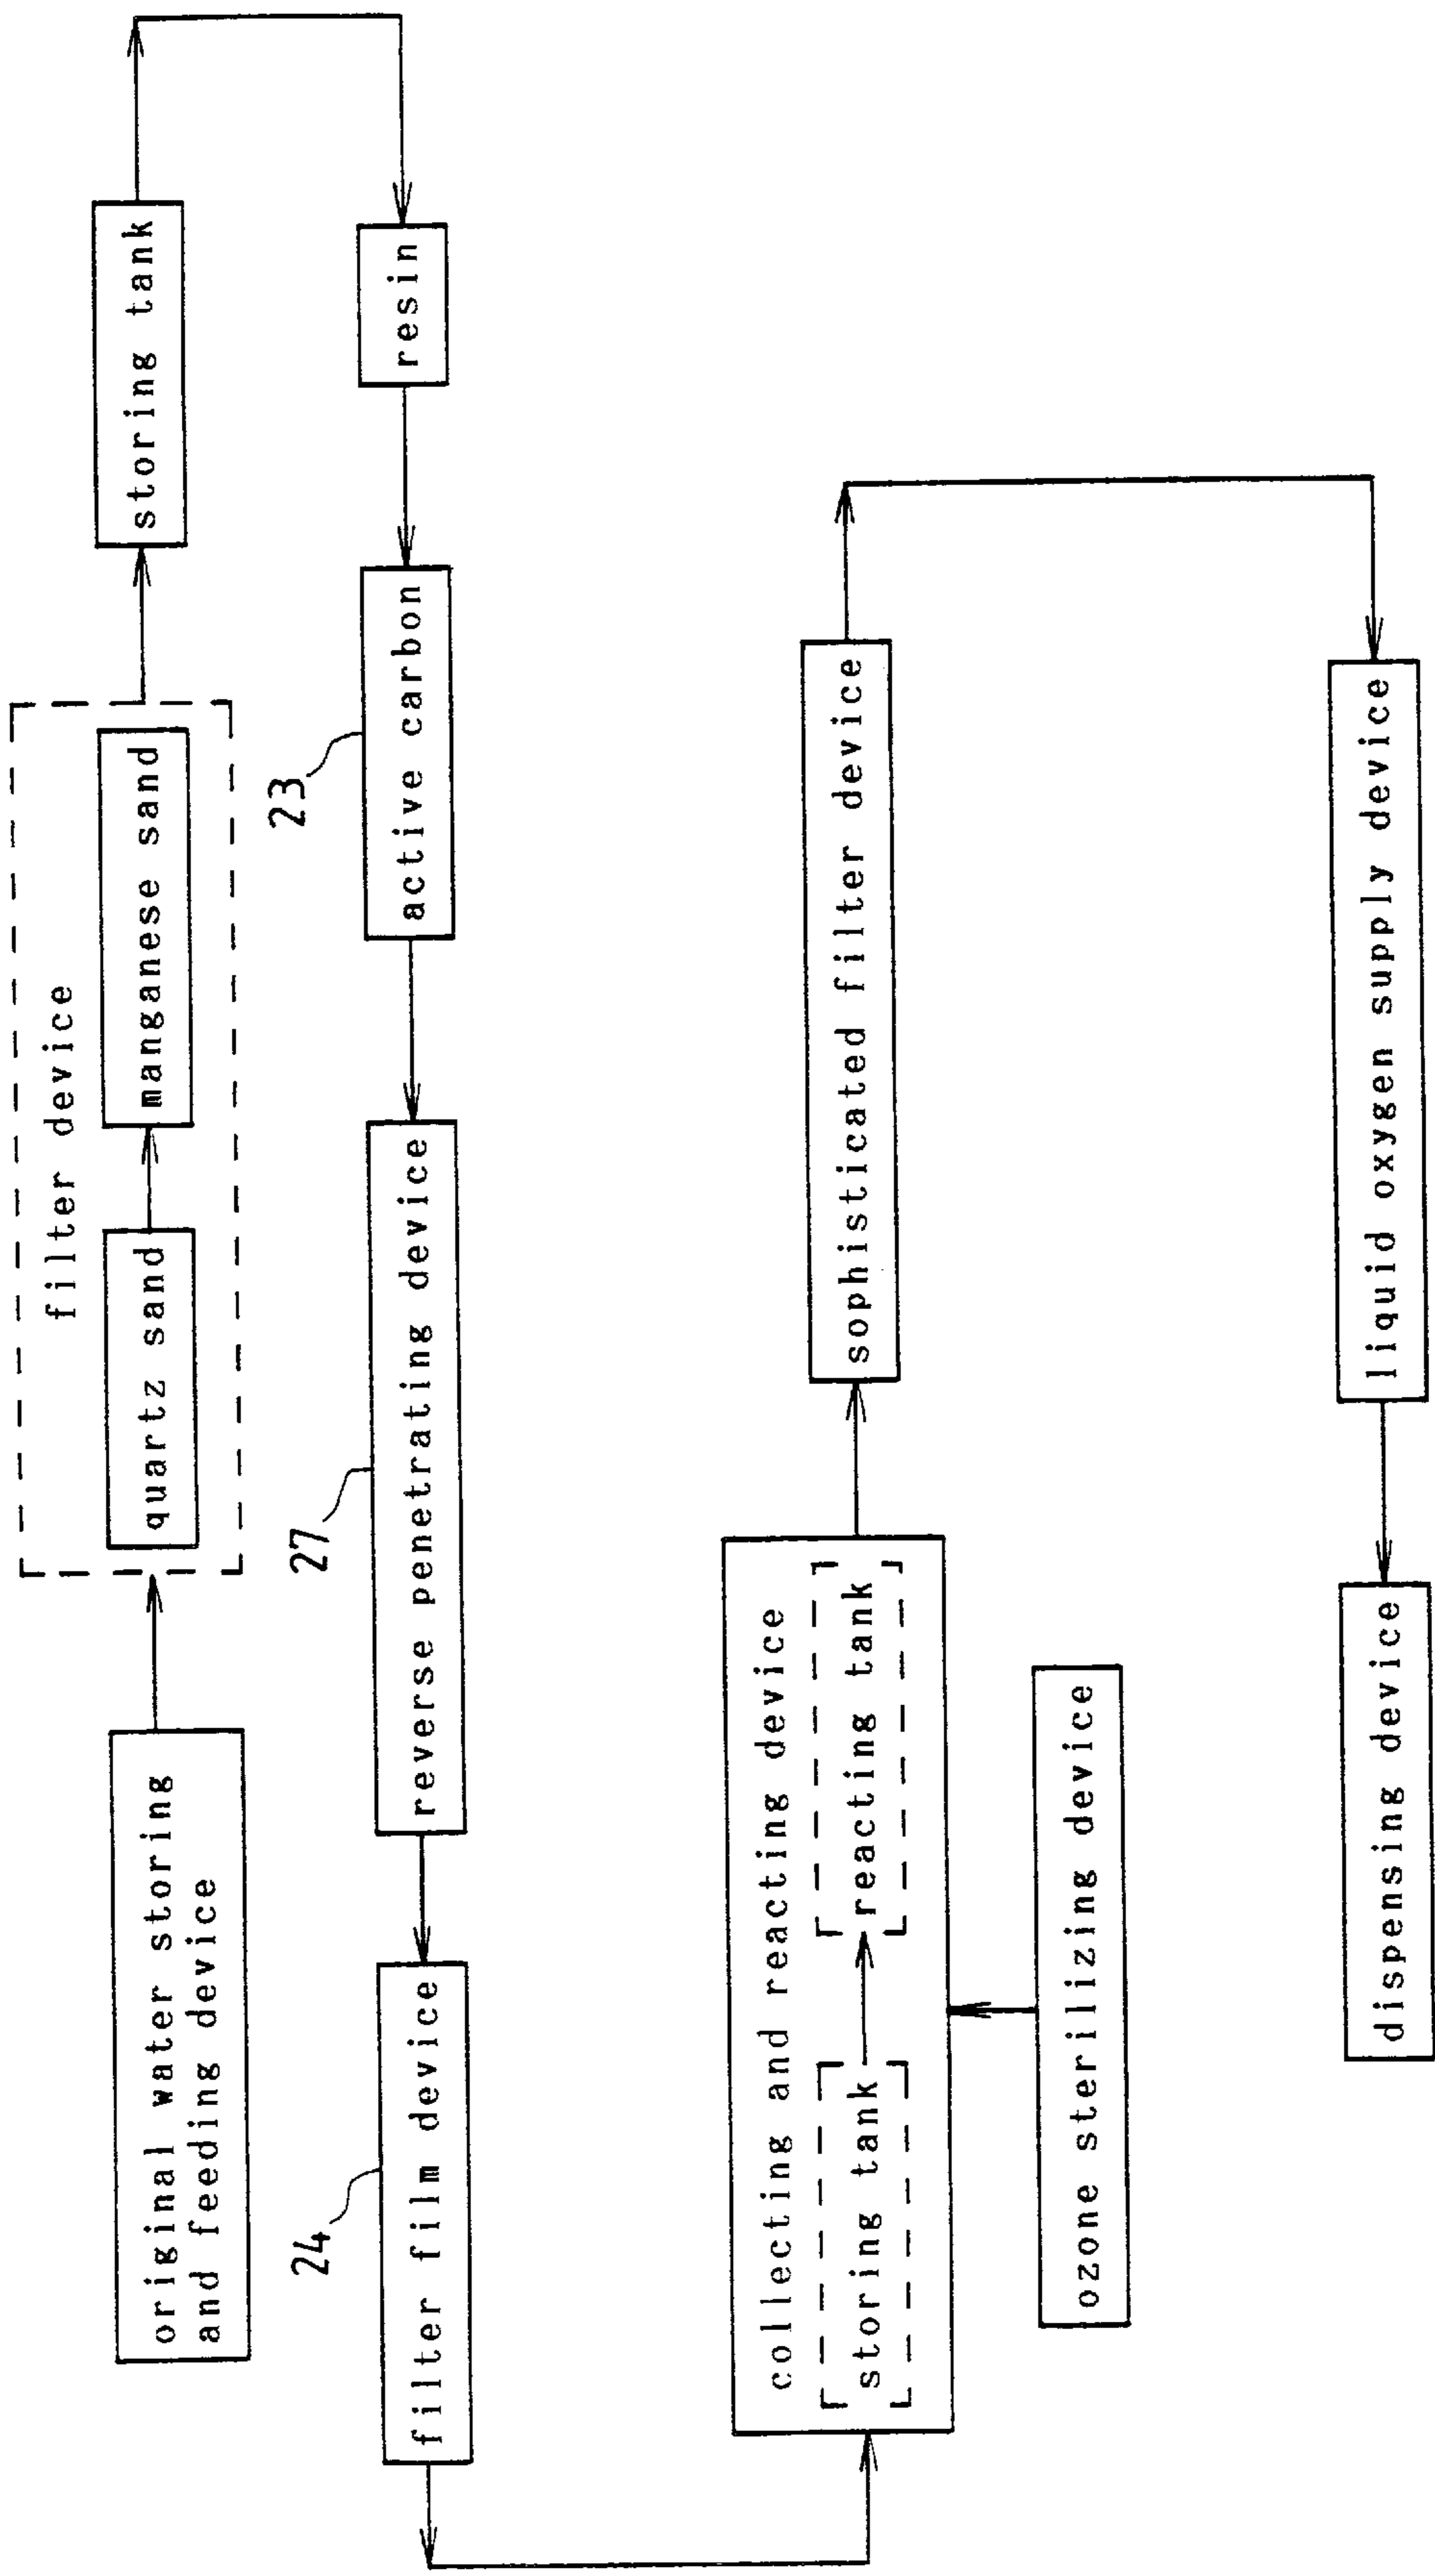 original water storing
and feeding device
filter device
quartz sand
manganese sand
storing tank
resin
active carbon
23
reverse penetrating device
27
filter film device
24
collecting and reacting device
storing tank
reacting tank
ozone sterilizing device
sophisticated filter device
liquid oxygen supply device
dispensing device